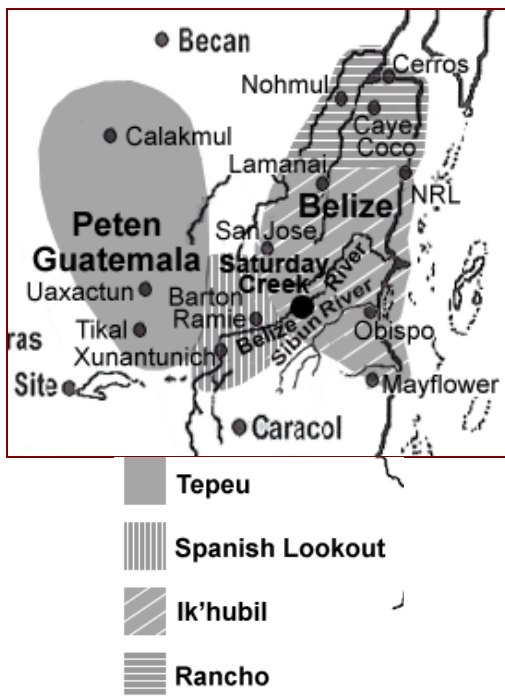 Becan
Cerros
Nohmul
Calakmul
Caye
Coco
Lamanai
NRL
Belize
Peten
Guatemala
San Jose
Saturday
Creek
Uaxactun
Barton
Ramie
Belize River
Sibun River
Tikal
Obispo
ras
Xunantunich
Site
Mayflower
Caracol
Tepeu
Spanish Lookout
Ik'hubil
Rancho